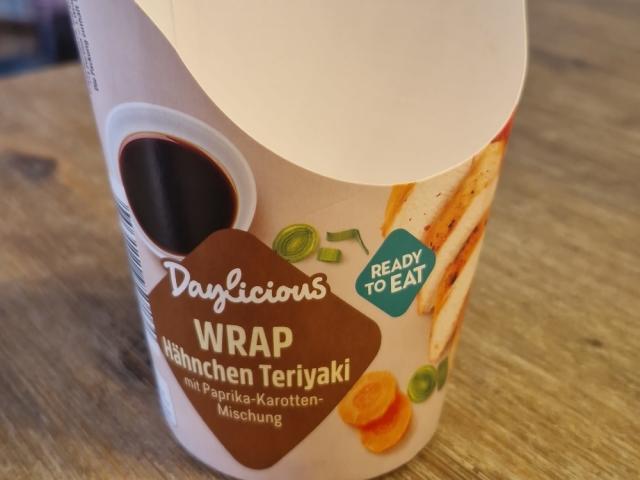 Daylicious
WRAP
Hähnchen Teriyaki
mit Paprika-Karotten-
Mischung
READY
TO EAT